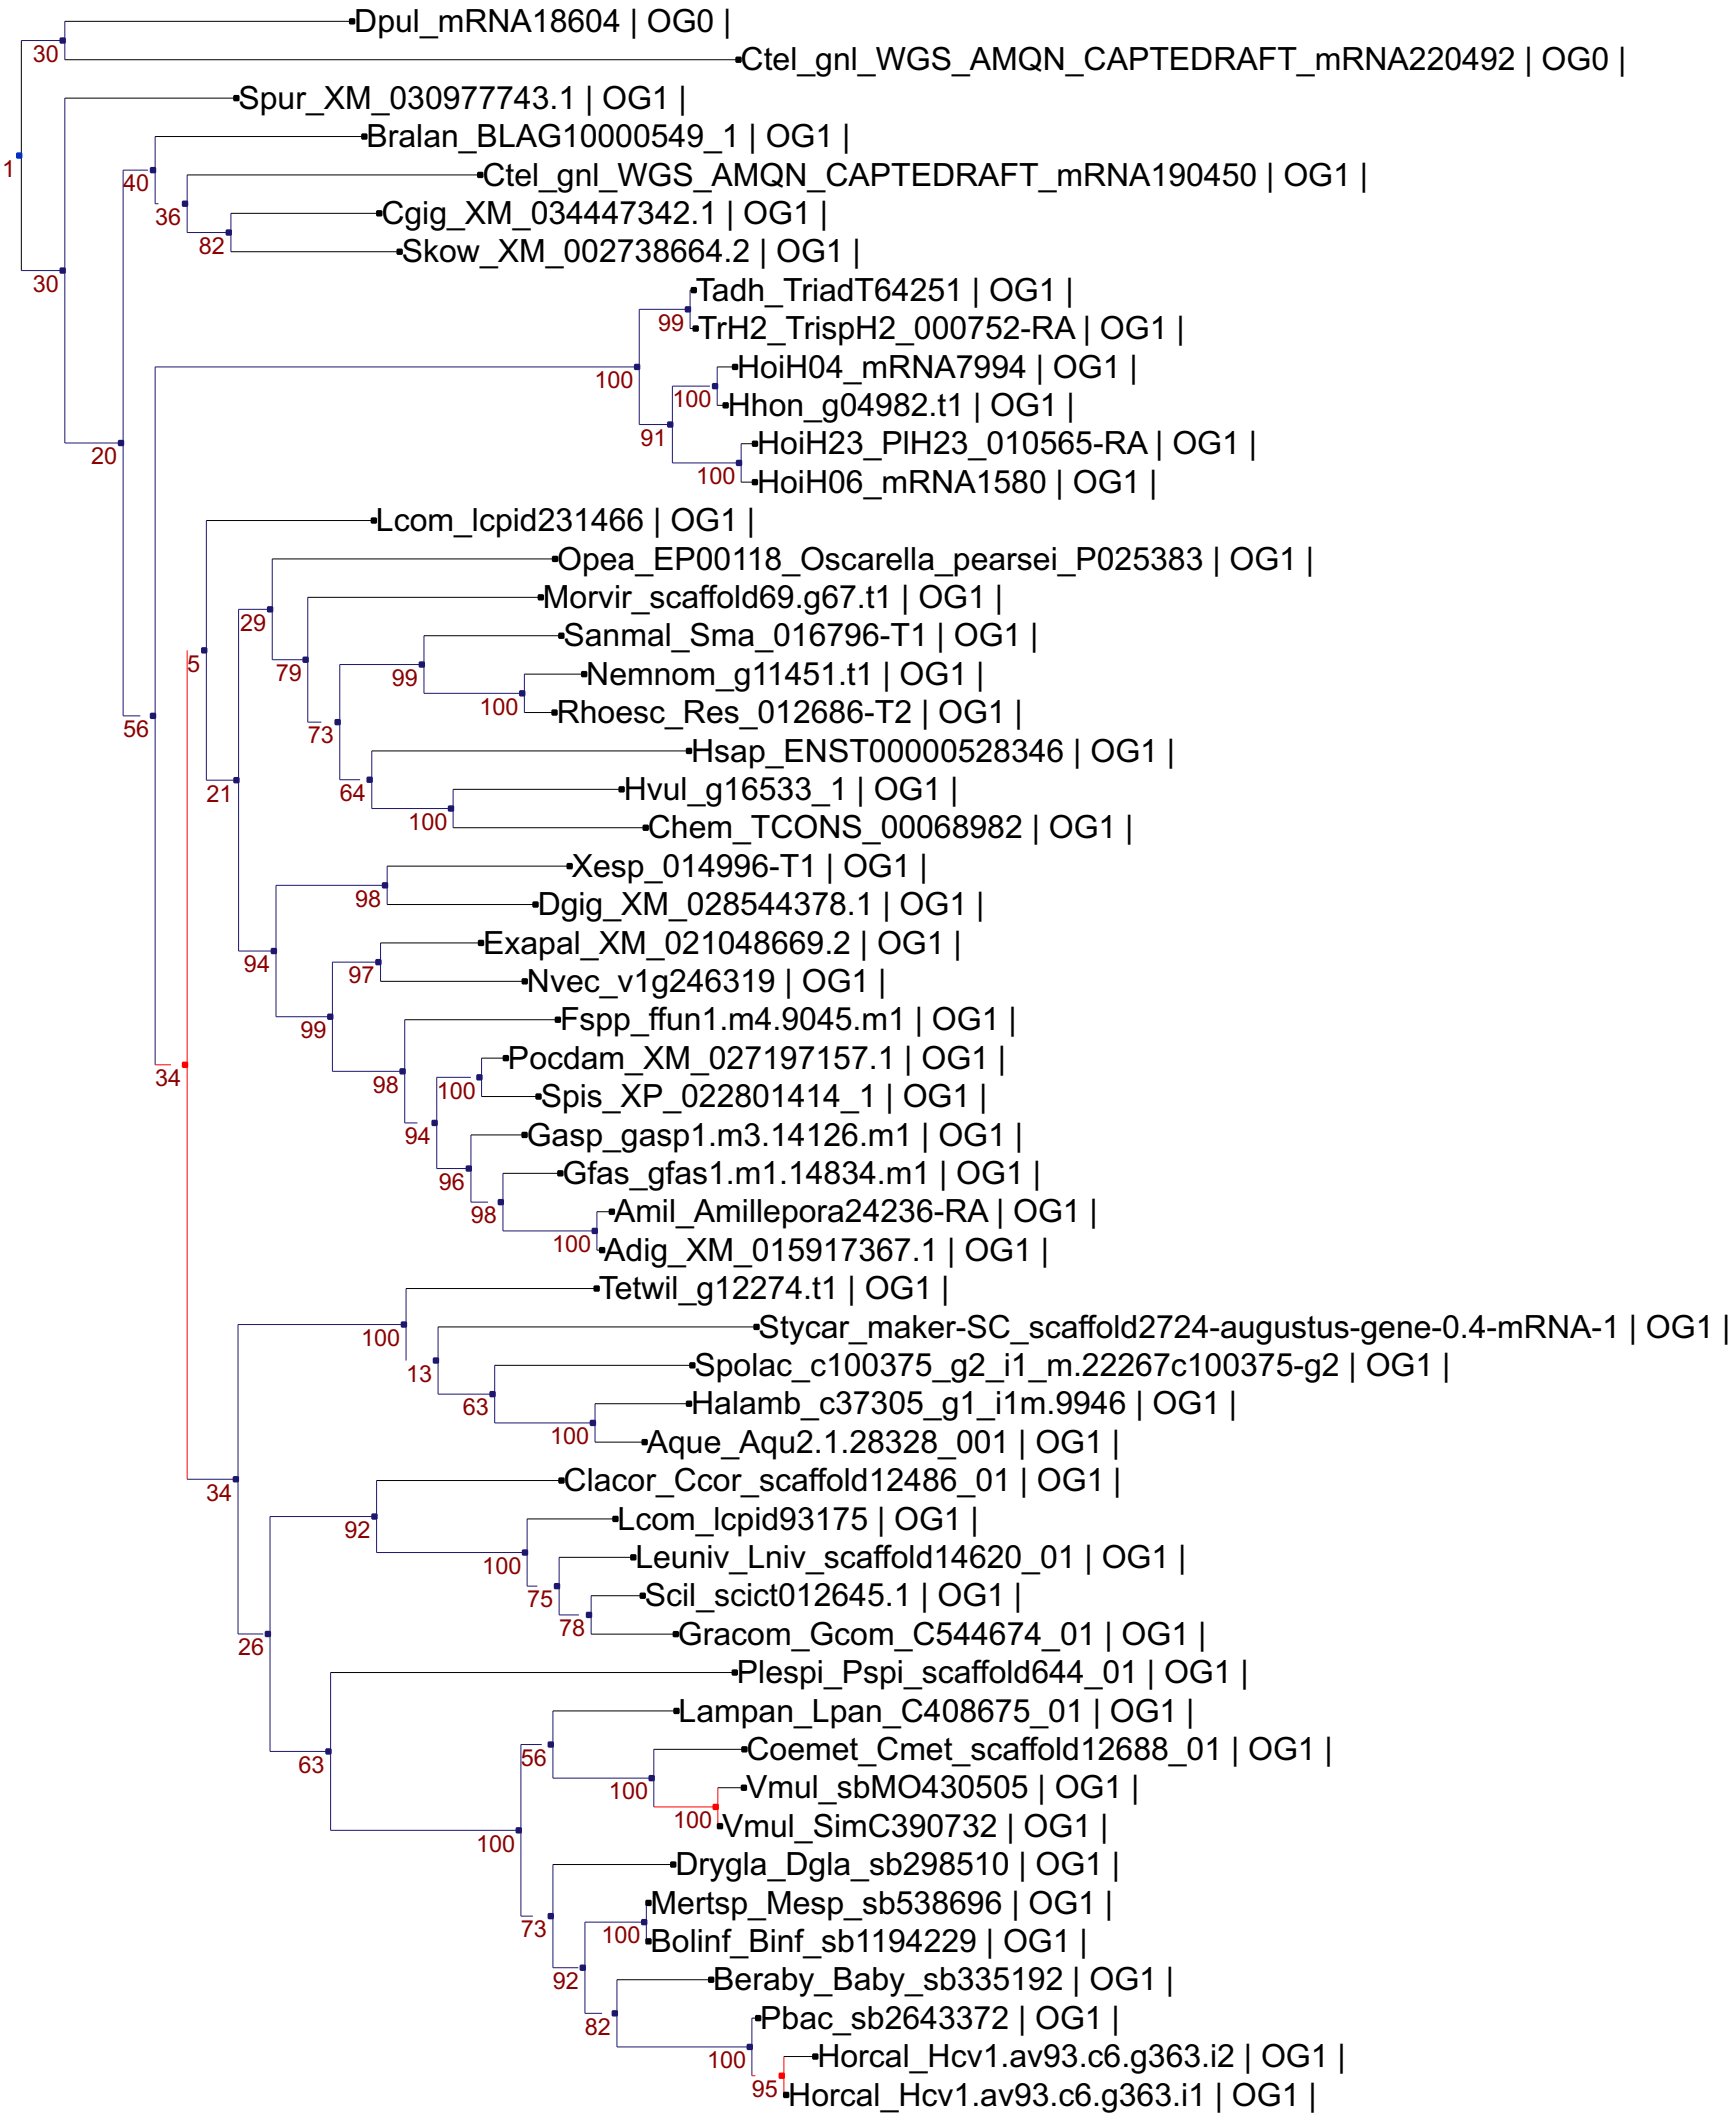 Dpul_mRNA18604 | OG0 |
30
Ctel_gnl_WGS_AMQN_CAPTEDRAFT_mRNA220492 | OG0 |
Spur_XM_030977743.1 | OG1 |
Bralan_BLAG10000549_1 | OG1 |
1
Ctel_gnl_WGS_AMQN_CAPTEDRAFT_mRNA190450 | OG1 |
40
Cgig_XM_034447342.1 | OG1 |
36
82
Skow_XM_002738664.2 | OG1 |
30
Tadh_TriadT64251 | OG1 |
99
TrH2_TrispH2_000752-RA | OG1 |
HoiH04_mRNA7994 | OG1 |
100
100
Hhon_g04982.t1 | OG1 |
91
HoiH23_PlH23_010565-RA | OG1 |
20
100
HoiH06_mRNA1580 | OG1 |
Lcom_lcpid231466 | OG1 |
Opea_EP00118_Oscarella_pearsei_P025383 | OG1 |
Morvir_scaffold69.g67.t1 | OG1 |
29
Sanmal_Sma_016796-T1 | OG1 |
5
79
99
Nemnom_g11451.t1 | OG1 |
100
Rhoesc_Res_012686-T2 | OG1 |
56
73
Hsap_ENST00000528346 | OG1 |
21
64
Hvul_g16533_1 | OG1 |
100
Chem_TCONS_00068982 | OG1 |
Xesp_014996-T1 | OG1 |
98
Dgig_XM_028544378.1 | OG1 |
Exapal_XM_021048669.2 | OG1 |
94
97
Nvec_v1g246319 | OG1 |
Fspp_ffun1.m4.9045.m1 | OG1 |
99
Pocdam_XM_027197157.1 | OG1 |
34
98
100
Spis_XP_022801414_1 | OG1 |
Gasp_gasp1.m3.14126.m1 | OG1 |
94
Gfas_gfas1.m1.14834.m1 | OG1 |
96
Amil_Amillepora24236-RA | OG1 |
98
100
Adig_XM_015917367.1 | OG1 |
Tetwil_g12274.t1 | OG1 |
100
Stycar_maker-SC_scaffold2724-augustus-gene-0.4-mRNA-1 | OG1 |
13
Spolac_c100375_g2_i1_m.22267c100375-g2 | OG1 |
63
Halamb_c37305_g1_i1m.9946 | OG1 |
100
Aque_Aqu2.1.28328_001 | OG1 |
Clacor_Ccor_scaffold12486_01 | OG1 |
34
Lcom_lcpid93175 | OG1 |
92
Leuniv_Lniv_scaffold14620_01 | OG1 |
100
75
Scil_scict012645.1 | OG1 |
78
Gracom_Gcom_C544674_01 | OG1 |
26
Plespi_Pspi_scaffold644_01 | OG1 |
Lampan_Lpan_C408675_01 | OG1 |
56
Coemet_Cmet_scaffold12688_01 | OG1 |
63
100
Vmul_sbMO430505 | OG1 |
100
Vmul_SimC390732 | OG1 |
100
Drygla_Dgla_sb298510 | OG1 |
Mertsp_Mesp_sb538696 | OG1 |
73
100
Bolinf_Binf_sb1194229 | OG1 |
92
Beraby_Baby_sb335192 | OG1 |
82
Pbac_sb2643372 | OG1 |
100
Horcal_Hcv1.av93.c6.g363.i2 | OG1 |
95
Horcal_Hcv1.av93.c6.g363.i1 | OG1 |